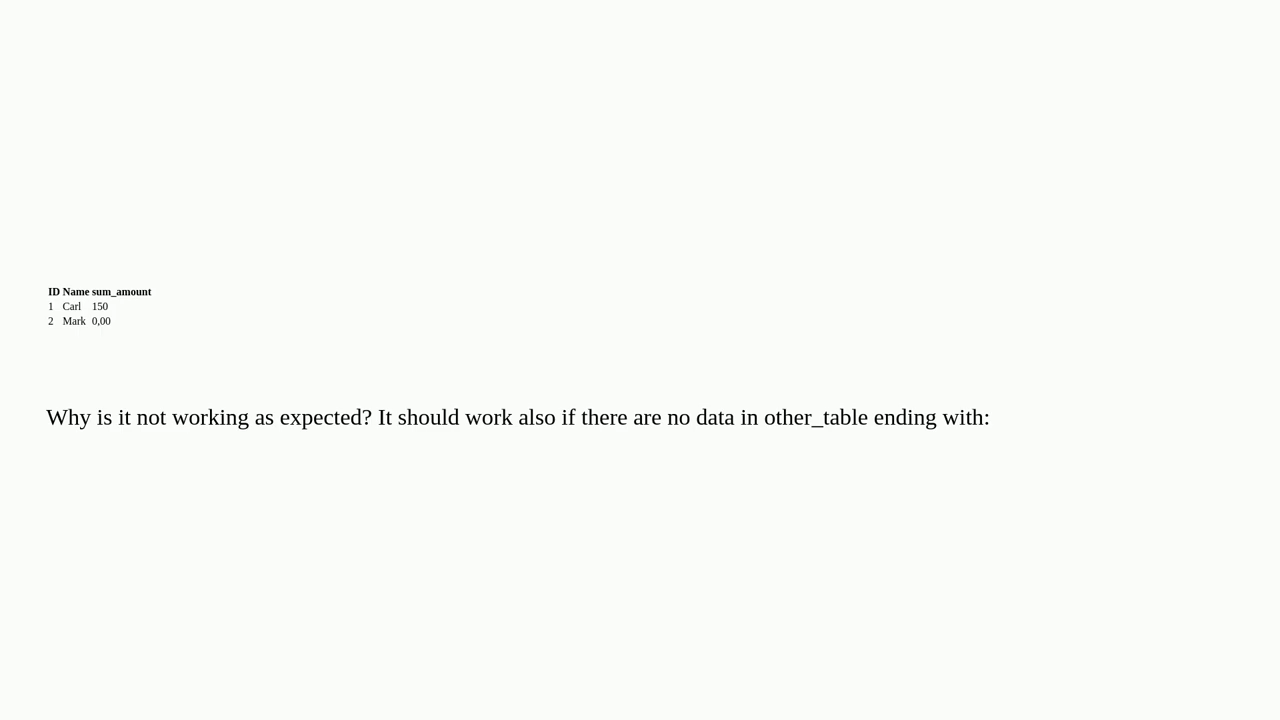 ID Name sum_amount
1 Carl 150
2 Mark 0,00
Why is it not working as expected? It should work also if there are no data in other_table ending with: